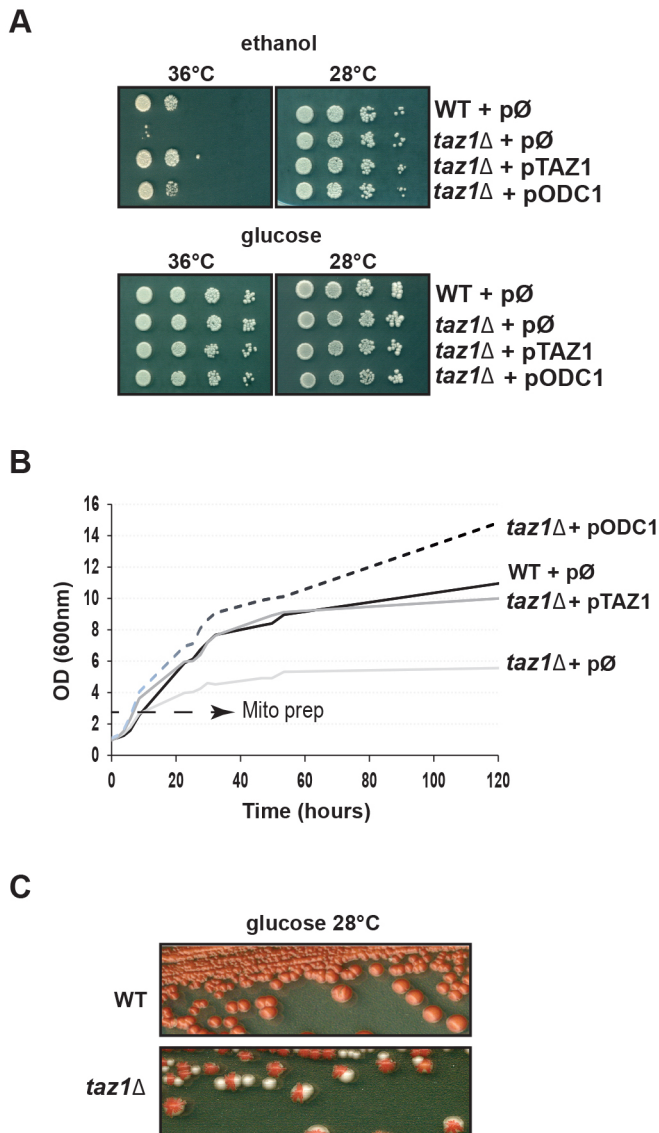 A
ethanol
36°C 28°C
WT + pØ
taz1Δ + pØ
taz1Δ + pTAZ1
taz1Δ + pODC1
glucose
36°C 28°C
WT + pØ
taz1Δ + pØ
taz1Δ + pTAZ1
taz1Δ + pODC1
B
OD (600nm)
16
14
12
10
8
6
4
2
0
0 20 40 60 80 100 120
Time (hours)
Mito prep
taz1Δ + pODC1
WT + pØ
taz1Δ + pTAZ1
taz1Δ + pØ
C
glucose 28°C
WT
taz1Δ